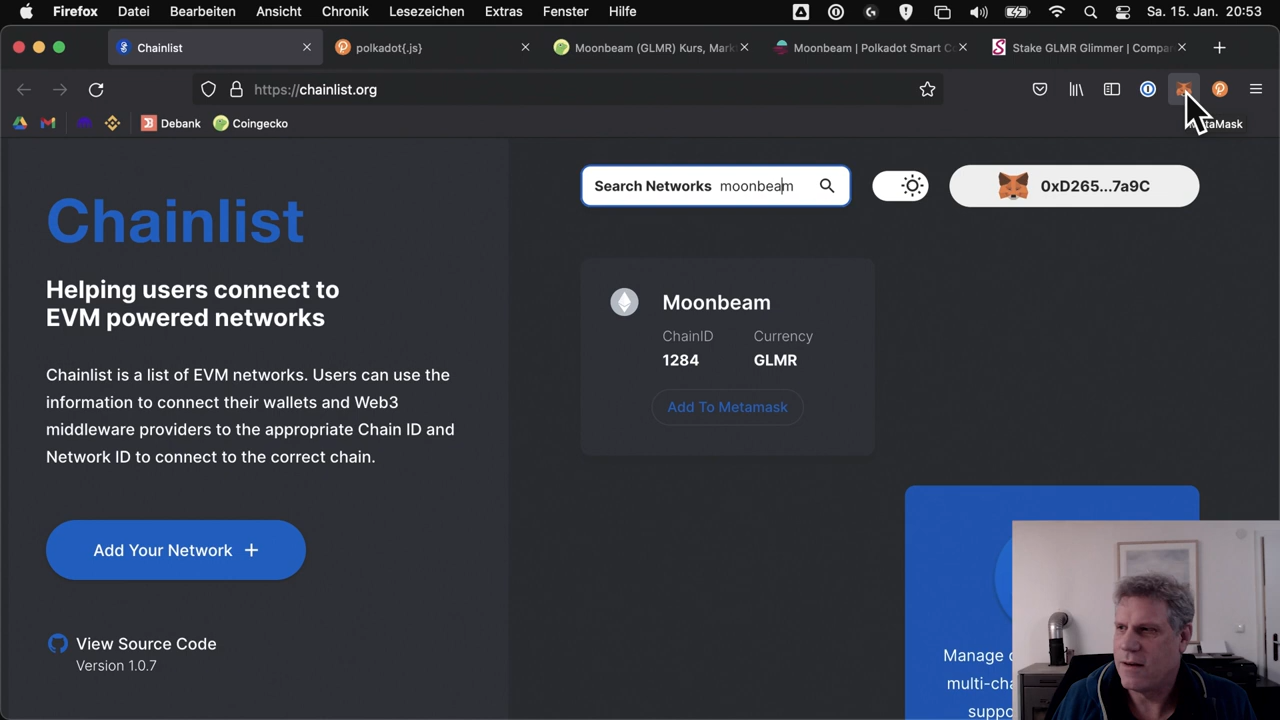 Firefox Datei Bearbeiten Ansicht Chronik Lesezeichen Extras Fenster Hilfe Sa. 15. Jan. 20:53
Chainlist polkadot{.js} Moonbeam (GLMR) Kurs, Mark Moonbeam | Polkadot Smart C Stake GLMR Glimmer | Compa
https://chainlist.org
Debank Coingecko
taMask
Search Networks moonbeam
0xD265...7a9C
Chainlist
Helping users connect to
EVM powered networks
Chainlist is a list of EVM networks. Users can use the
information to connect their wallets and Web3
middleware providers to the appropriate Chain ID and
Network ID to connect to the correct chain.
Add Your Network +
View Source Code
Version 1.0.7
Moonbeam
ChainID Currency
1284 GLMR
Add To Metamask
Manage
multi-cha
suppo